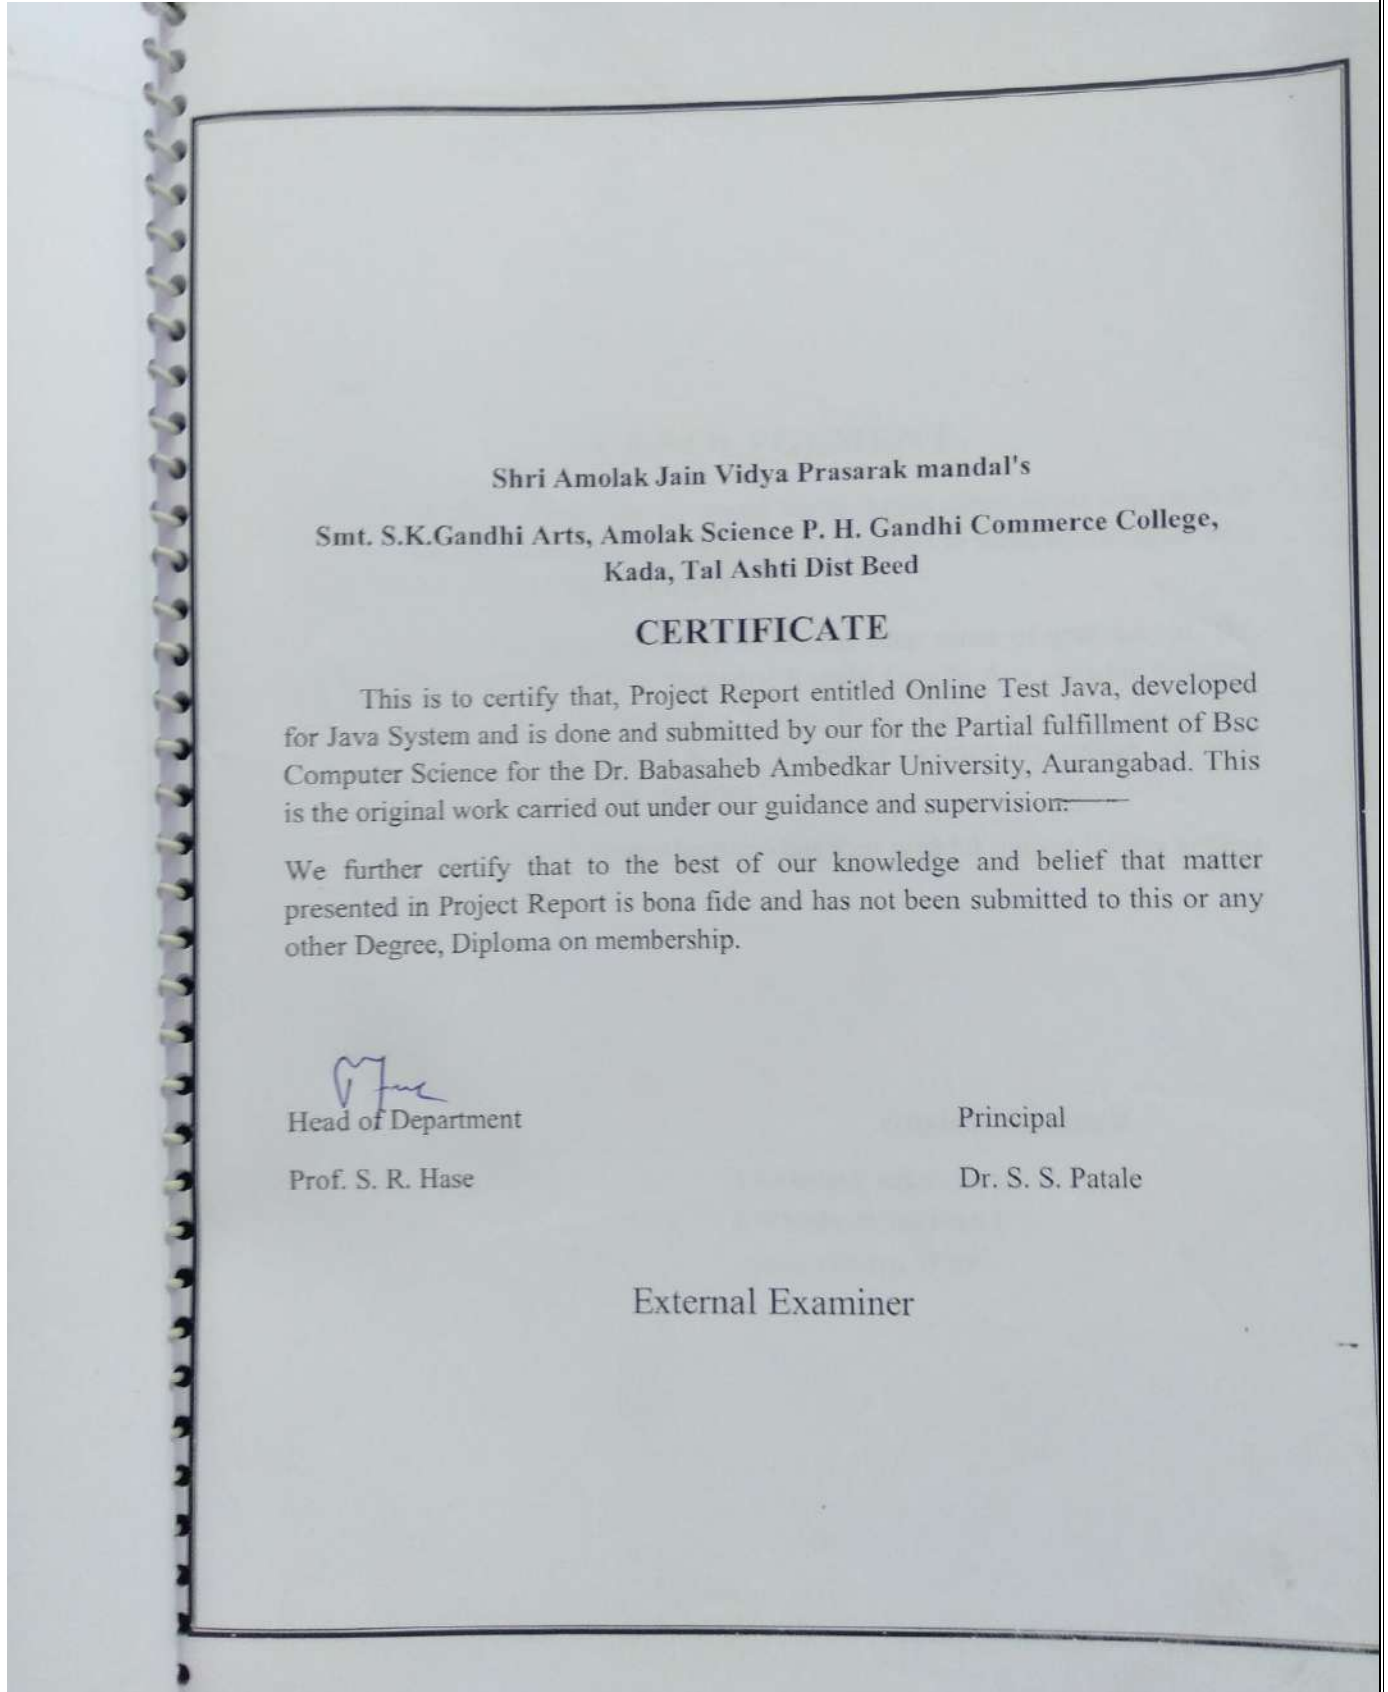 Shri Amolak Jain Vidya Prasarak mandal's
Smt. S.K.Gandhi Arts, Amolak Science P. H. Gandhi Commerce College,
Kada, Tal Ashti Dist Beed
CERTIFICATE
This is to certify that, Project Report entitled Online Test Java, developed
for Java System and is done and submitted by our for the Partial fulfillment of Bsc
Computer Science for the Dr. Babasaheb Ambedkar University, Aurangabad. This
is the original work carried out under our guidance and supervision.
We further certify that to the best of our knowledge and belief that matter
presented in Project Report is bona fide and has not been submitted to this or any
other Degree, Diploma on membership.
Head of Department
Principal
Prof. S. R. Hase
Dr. S. S. Patale
External Examiner